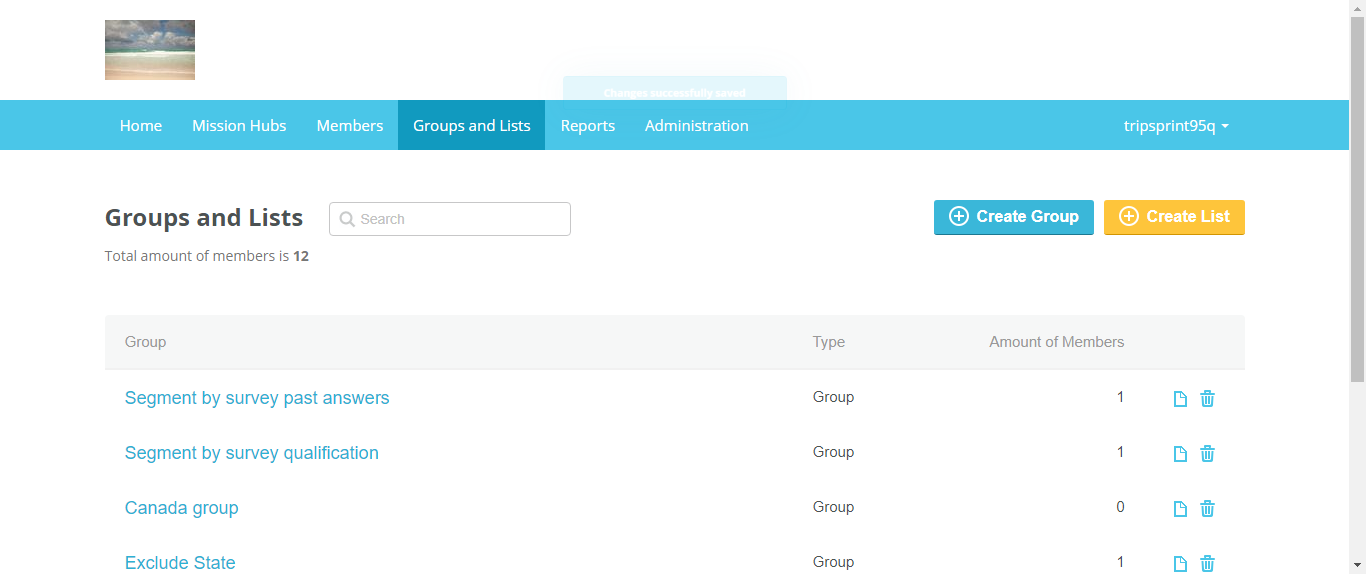 Changes successfully saved
Home Mission Hubs Members Groups and Lists Reports Administration tripsprint95q
Groups and Lists Search Create Group Create List
Total amount of members is 12
Group Type Amount of Members
Segment by survey past answers Group 1
Segment by survey qualification Group 1
Canada group Group 0
Exclude State Group 1